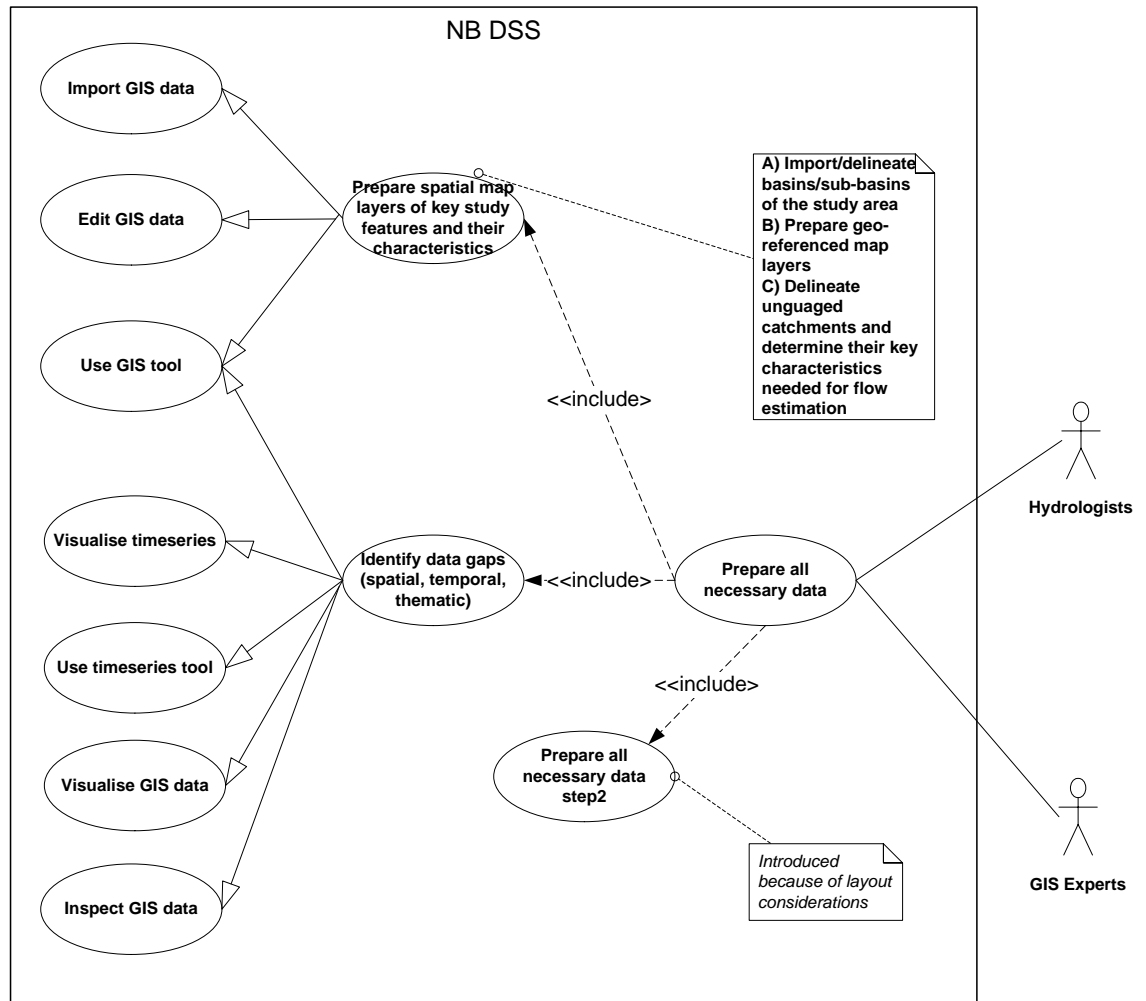 NB DSS
Import GIS data
Edit GIS data
Use GIS tool
Visualise timeseries
Use timeseries tool
Visualise GIS data
Inspect GIS data
Prepare spatial map
layers of key study
features and their
characteristics
Identify data gaps
(spatial, temporal,
thematic)
A) Import/delineate
basins/sub-basins
of the study area
B) Prepare geo-
referenced map
layers
C) Delineate
unguaged
catchments and
determine their key
characteristics
needed for flow
estimation
<<include>
<<include>
<<include>
Prepare all
necessary data
Prepare all
necessary data
step2
Introduced
because of layout
considerations
Hydrologists
GIS Experts